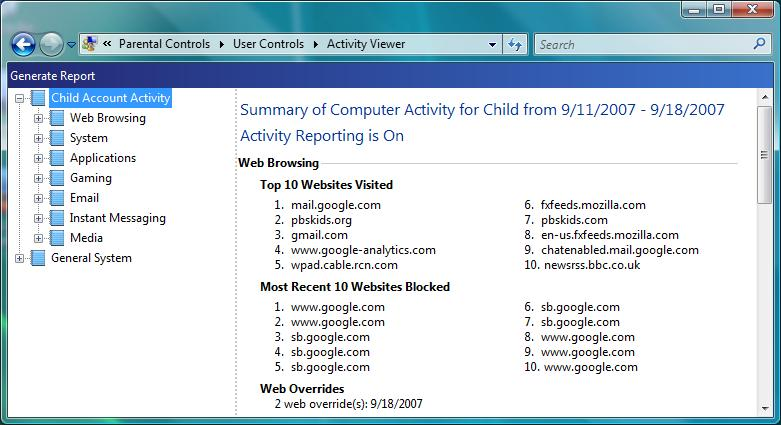 « Parental Controls User Controls Activity Viewer
Search
Generate Report
Child Account Activity
Web Browsing
System
Applications
Gaming
Email
Instant Messaging
Media
General System
Summary of Computer Activity for Child from 9/11/2007 - 9/18/2007
Activity Reporting is On
Web Browsing
Top 10 Websites Visited
1. mail.google.com
2. pbskids.org
3. gmail.com
4. www.google-analytics.com
5. wpad.cable.rcn.com
6. fxfeeds.mozilla.com
7. pbskids.com
8. en-us.fxfeeds.mozilla.com
9. chatenabled.mail.google.com
10. newsrss.bbc.co.uk
Most Recent 10 Websites Blocked
1. www.google.com
2. www.google.com
3. sb.google.com
4. sb.google.com
5. sb.google.com
6. sb.google.com
7. sb.google.com
8. www.google.com
9. www.google.com
10. www.google.com
Web Overrides
2 web override(s): 9/18/2007